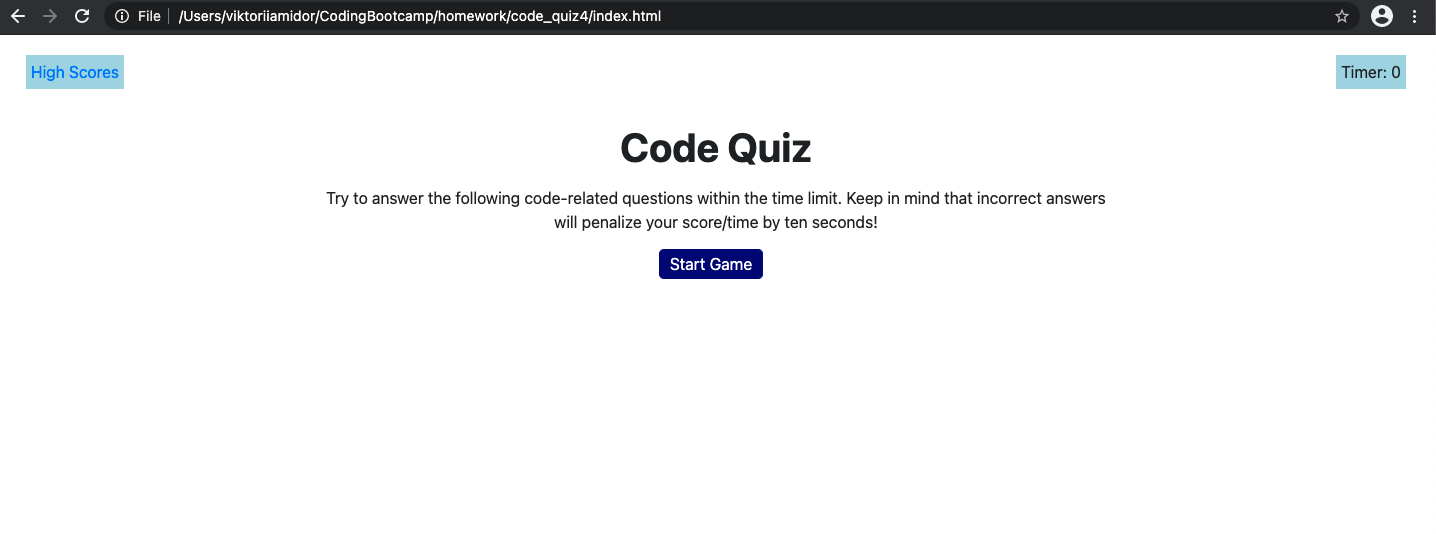 File /Users/viktoriiamidor/CodingBootcamp/homework/code_quiz4/index.html
High Scores
Timer: 0
Code Quiz
Try to answer the following code-related questions within the time limit. Keep in mind that incorrect answers
will penalize your score/time by ten seconds!
Start Game